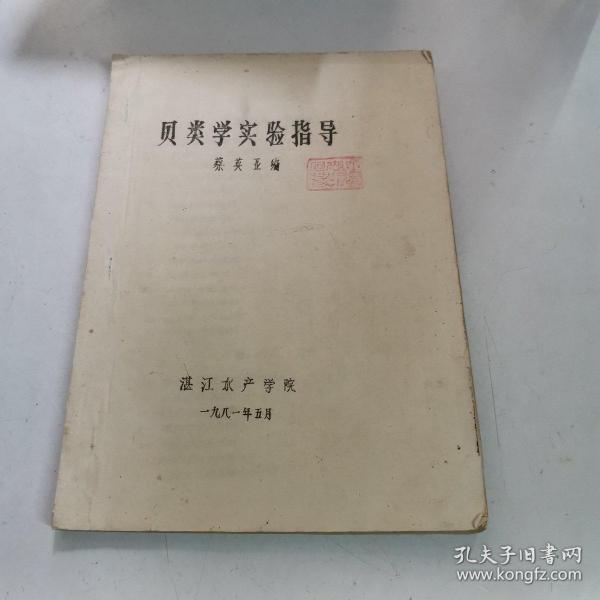 贝类学实验指导
蔡英亚编
湛江水产学院
一九八一年五月
孔夫子旧书网
www.kongfz.com